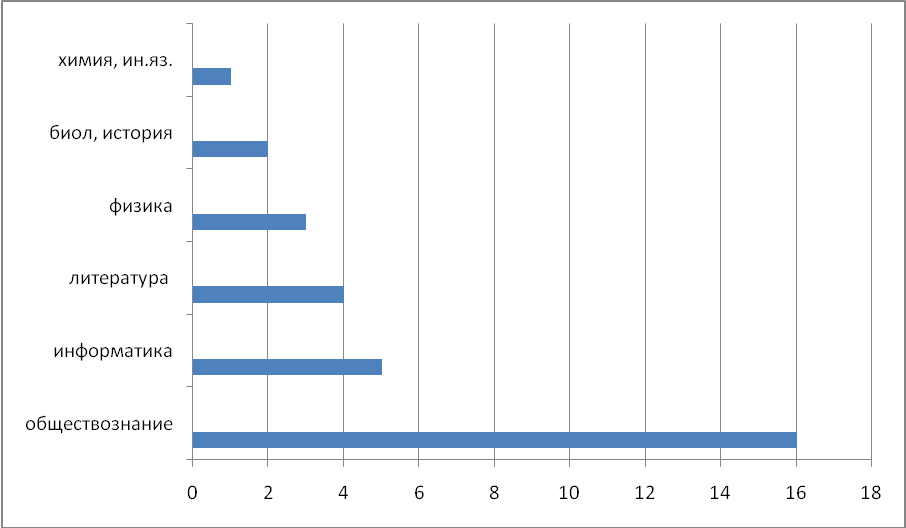 химия, ин.яз.
биол, история
физика
литература
информатика
обществознание
0 2 4 6 8 10 12 14 16 18